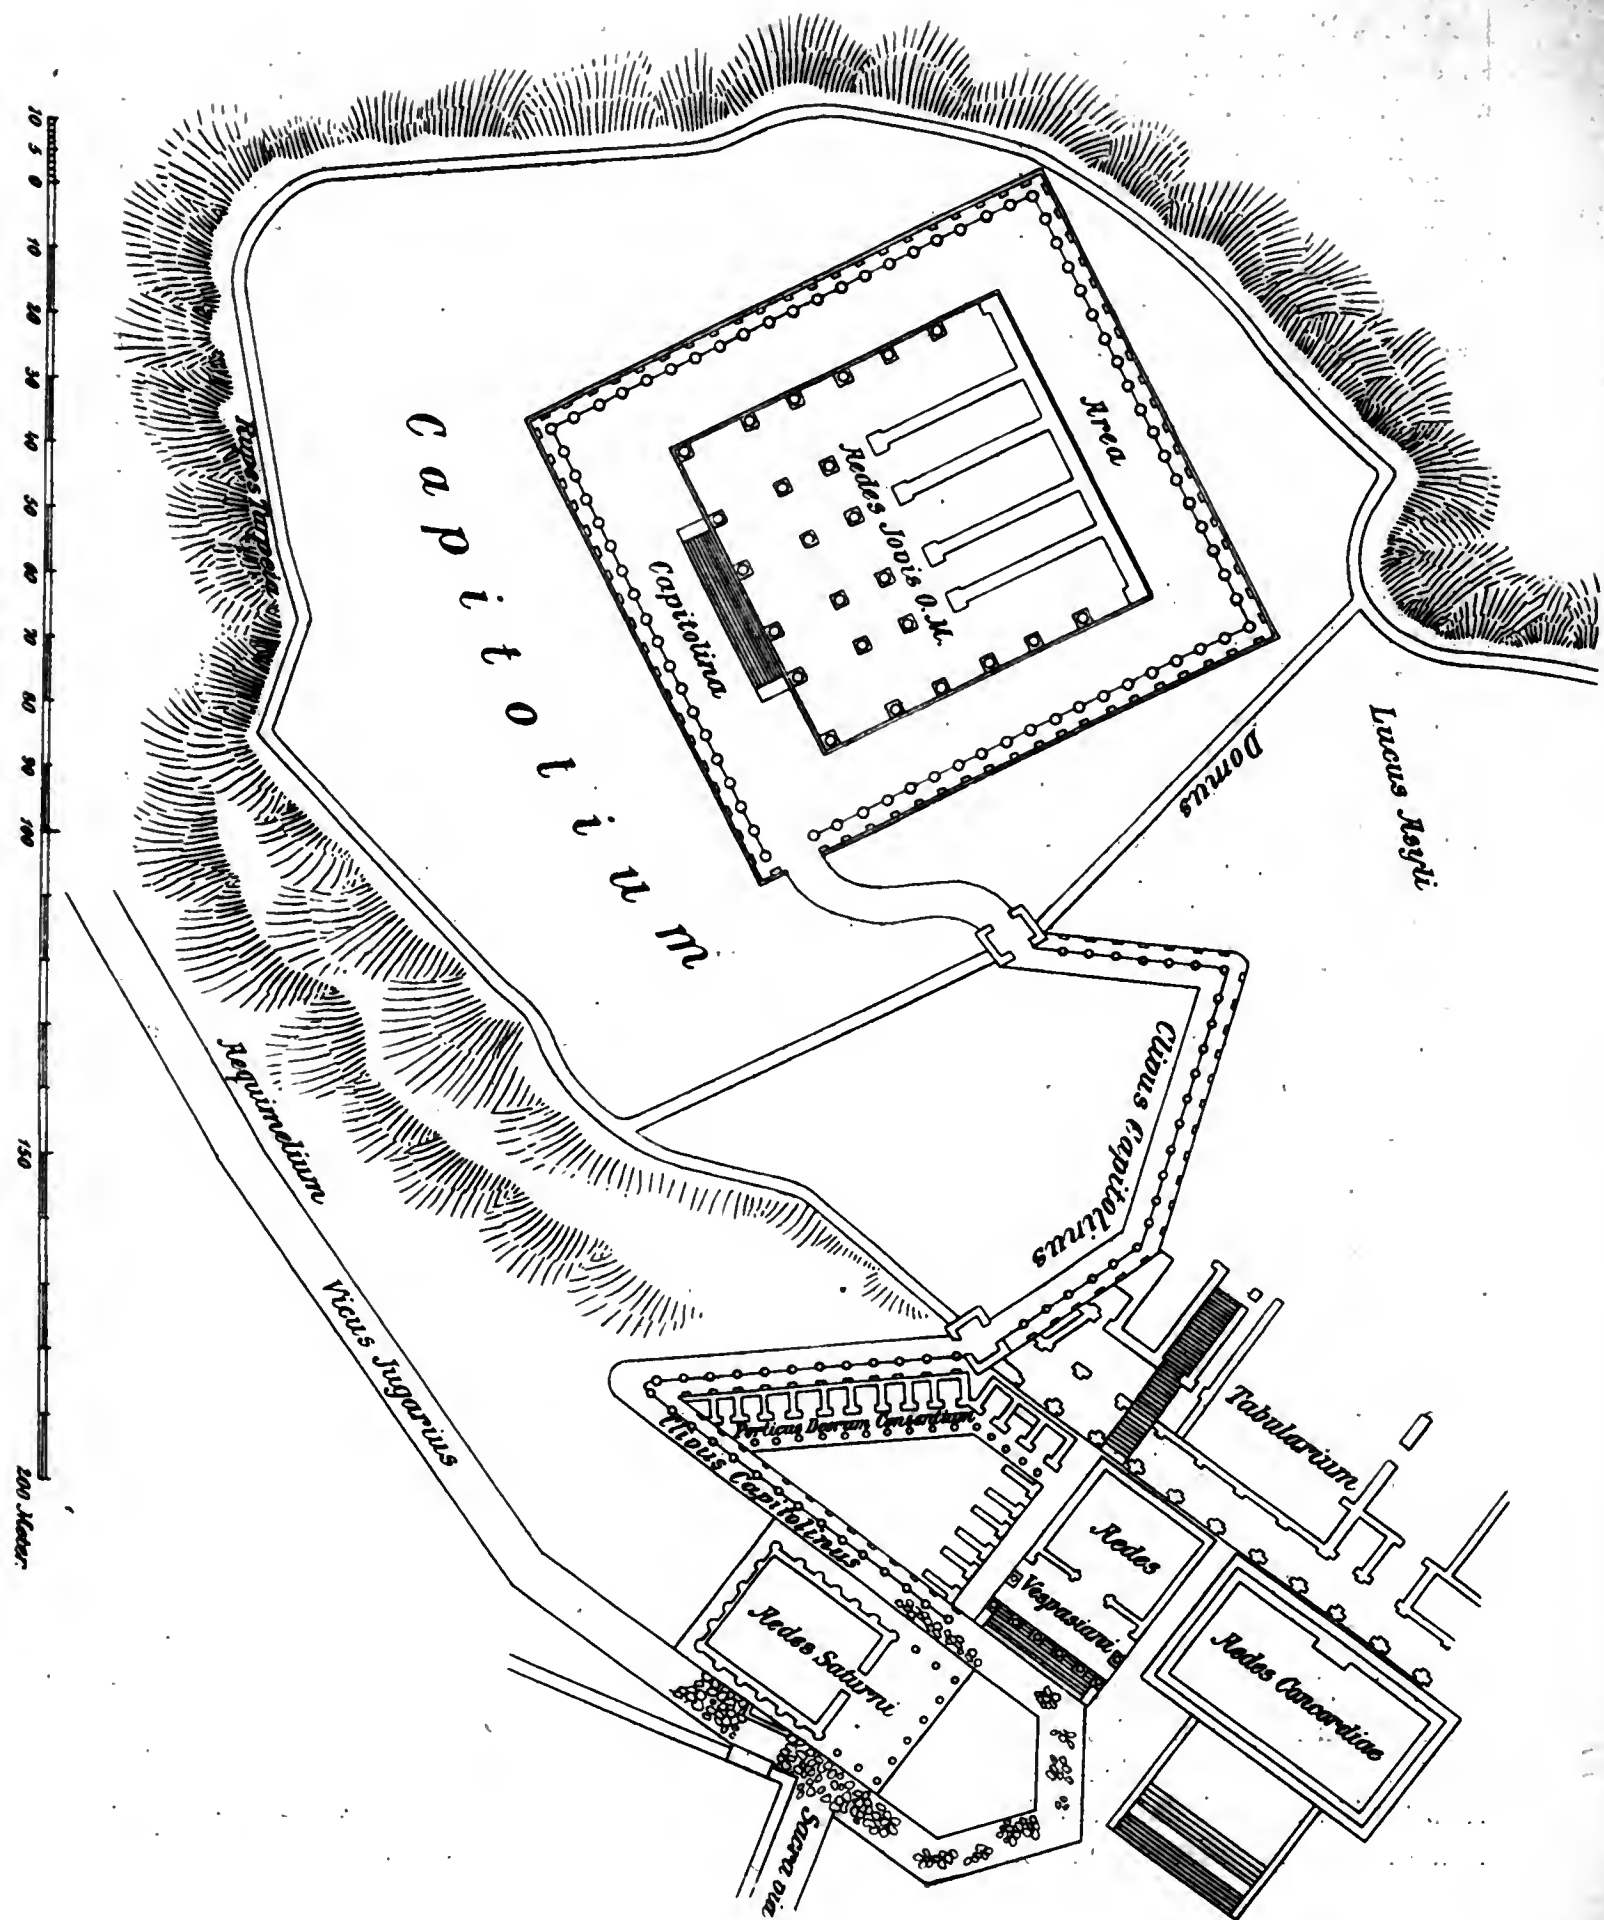 10 5 0 10 20 30 40 50 60 70 80 90 100 150 200 Meter.
Capitolium
Rupes Tarpeia
Area
Aedes Jovis O. M.
Capitolina
Domus
Lucus Asyli
Clivus Capitolinus
Aequimelium
Vicus Jugarius
Porticus Deorum Consentium
Clivus Capitolinus
Tabularium
Aedes
Vespasiani
Aedes Saturni
Aedes Concordiae
Sacra via